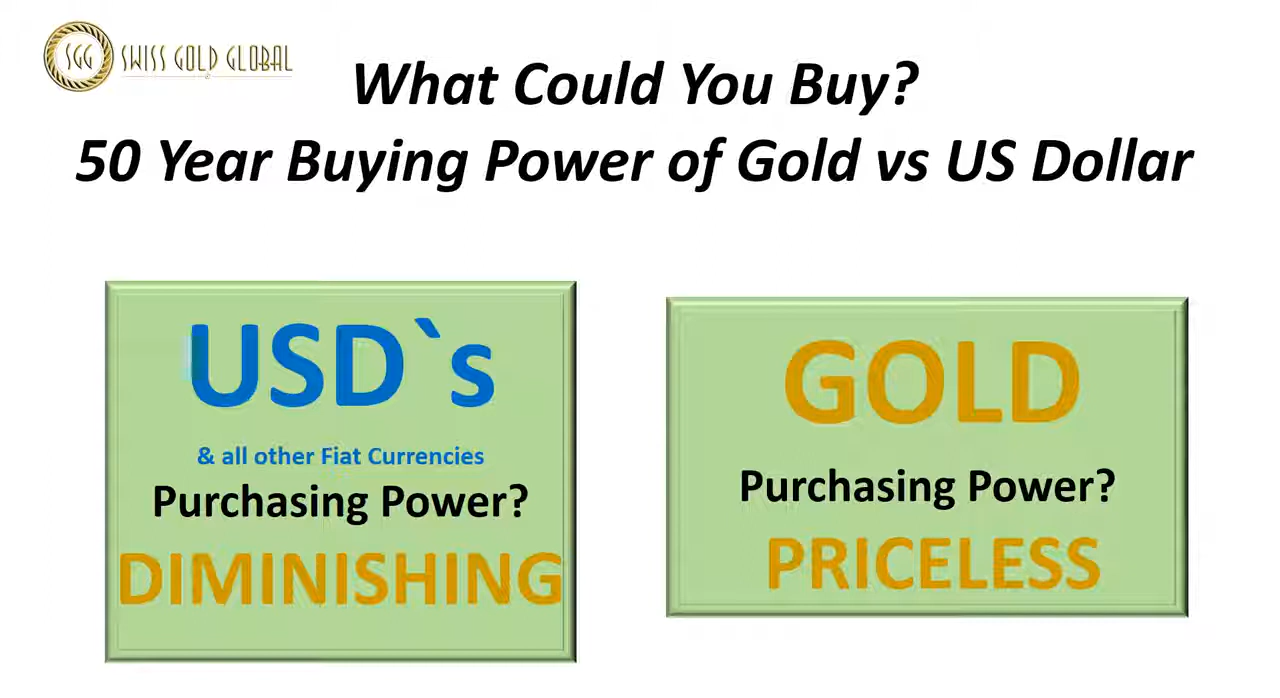 SGG SWISS GOLD GLOBAL
What Could You Buy?
50 Year Buying Power of Gold vs US Dollar
USD`s
& all other Fiat Currencies
Purchasing Power?
DIMINISHING
GOLD
Purchasing Power?
PRICELESS